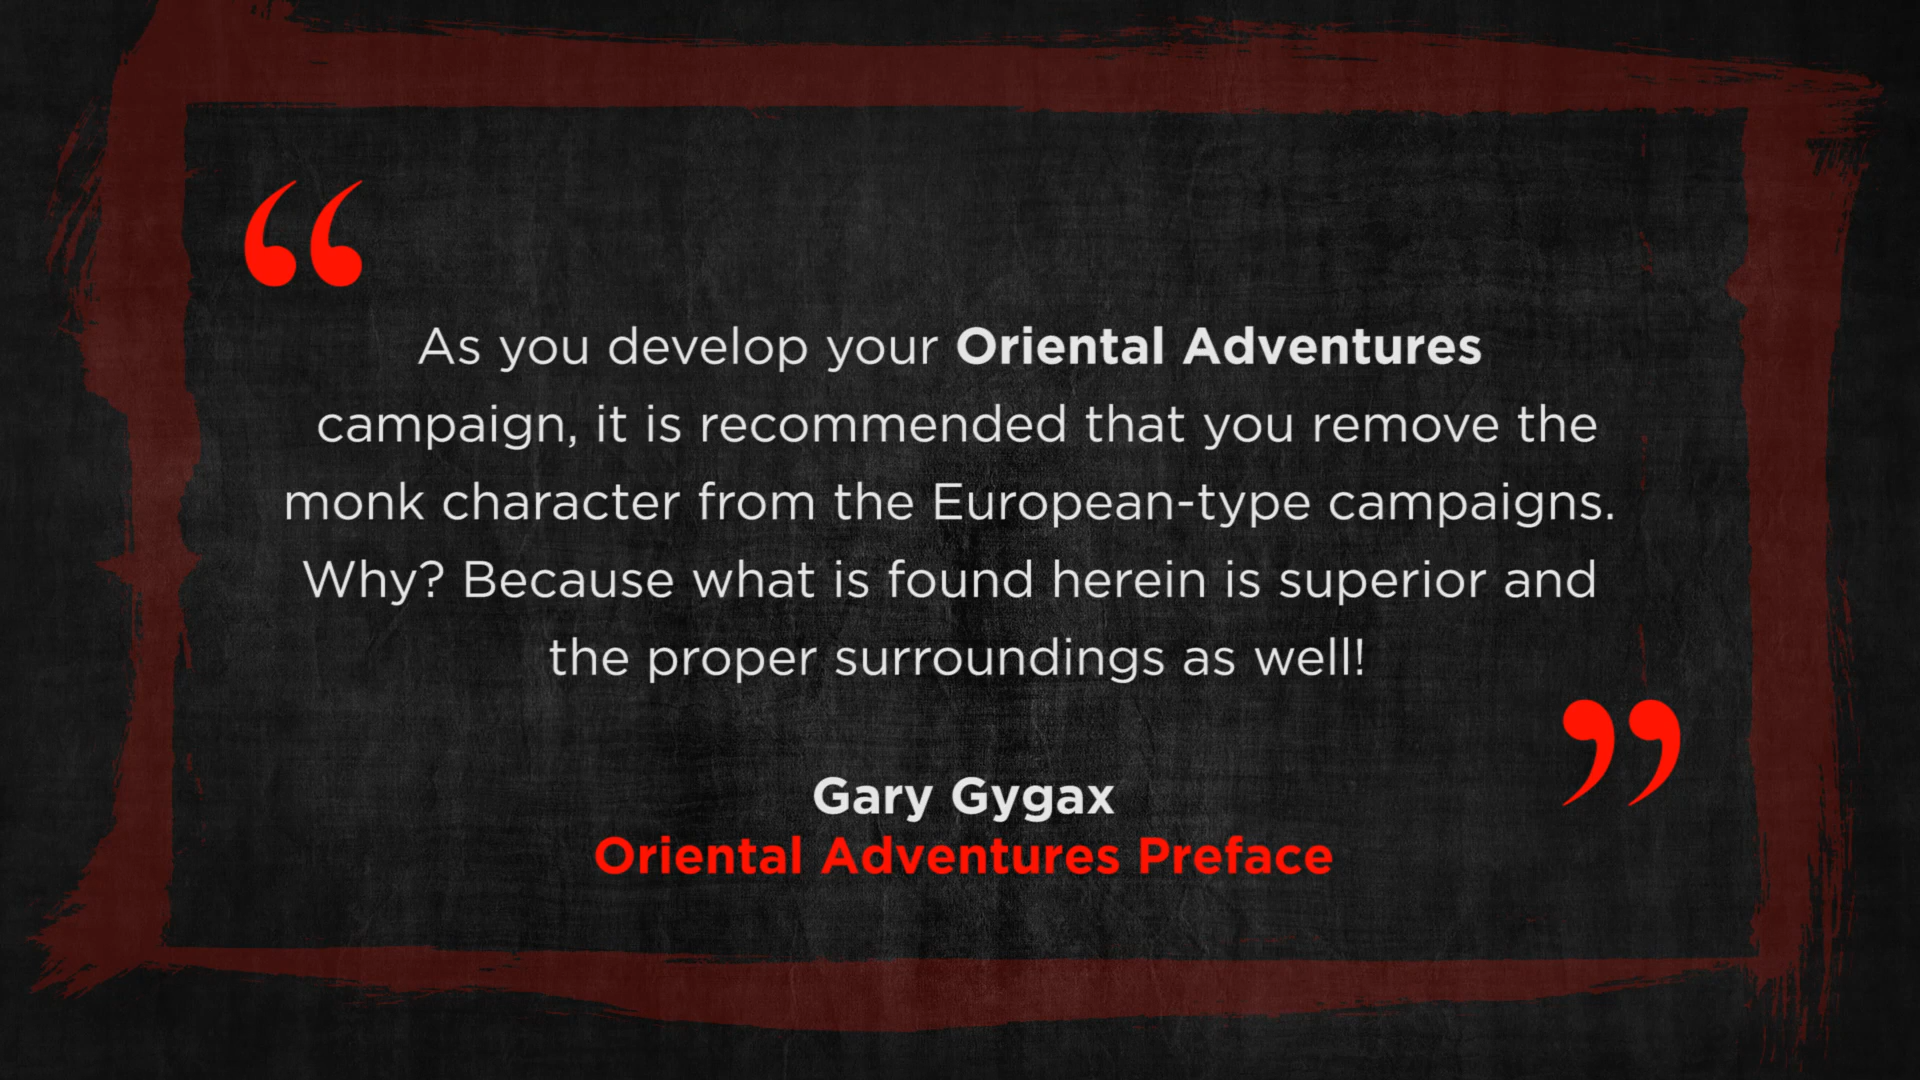 “
As you develop your Oriental Adventures
campaign, it is recommended that you remove the
monk character from the European-type campaigns.
Why? Because what is found herein is superior and
the proper surroundings as well!
”
Gary Gygax
Oriental Adventures Preface